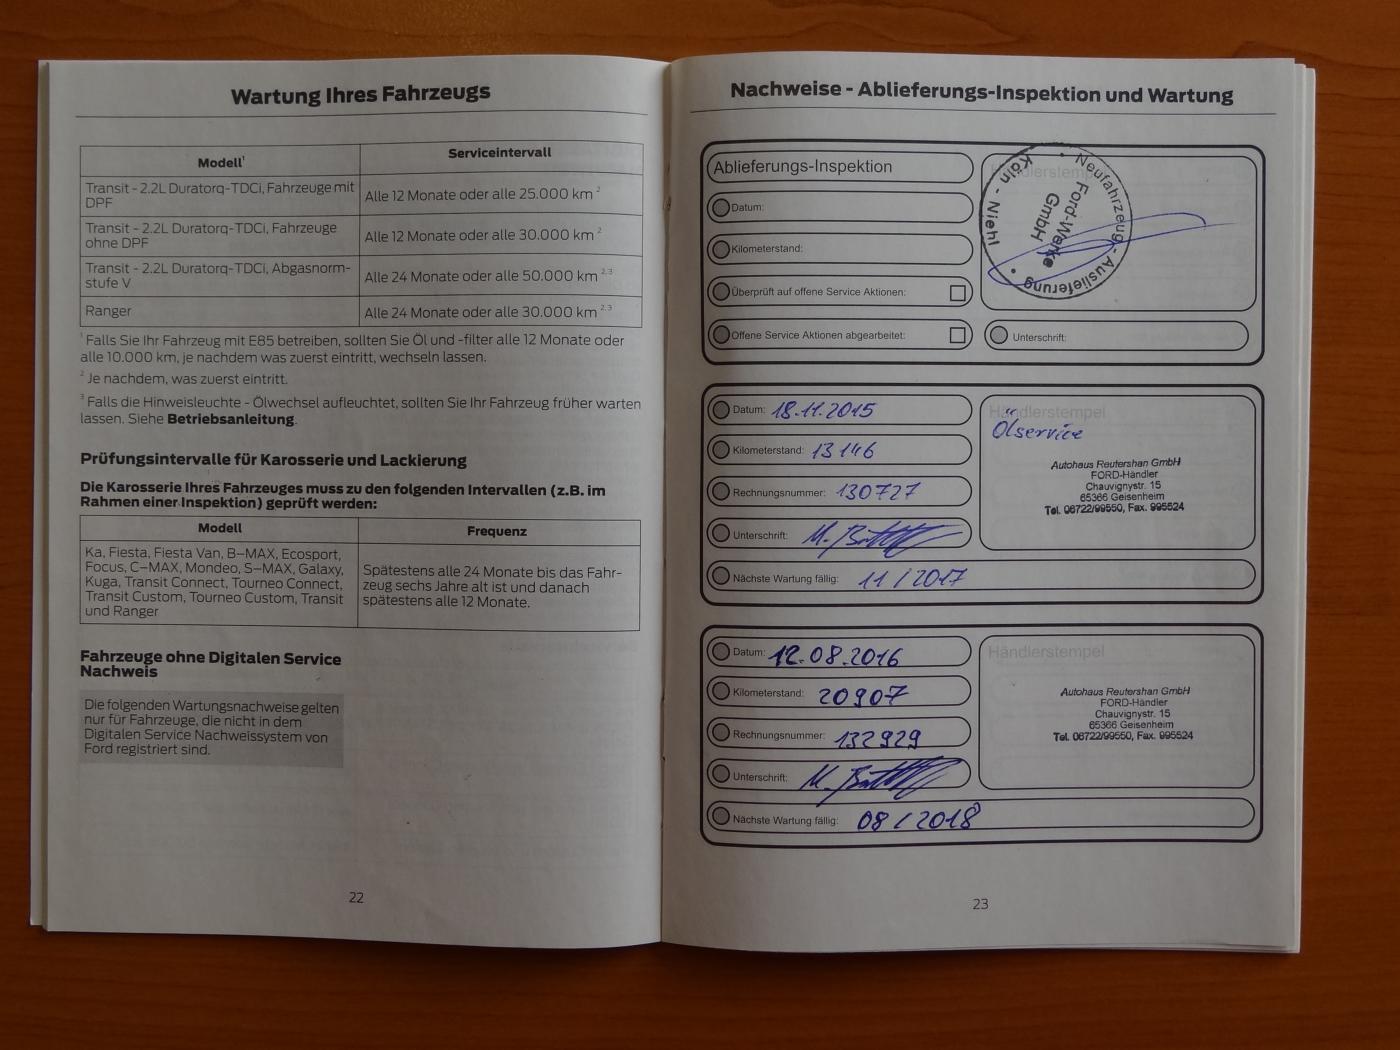 Wartung Ihres Fahrzeugs
Modell¹ Serviceintervall
Transit - 2.2L Duratorq-TDCi, Fahrzeuge mit
DPF
Alle 12 Monate oder alle 25.000 km ²
Transit - 2.2L Duratorq-TDCi, Fahrzeuge
ohne DPF
Alle 12 Monate oder alle 30.000 km ²
Transit - 2.2L Duratorq-TDCi, Abgasnorm-
stufe V
Alle 24 Monate oder alle 50.000 km ²,³
Ranger
Alle 24 Monate oder alle 30.000 km ²,³
¹ Falls Sie Ihr Fahrzeug mit E85 betreiben, sollten Sie Öl und -filter alle 12 Monate oder
alle 10.000 km, je nachdem was zuerst eintritt, wechseln lassen.
² Je nachdem, was zuerst eintritt.
³ Falls die Hinweisleuchte - Ölwechsel aufleuchtet, sollten Sie Ihr Fahrzeug früher warten
lassen. Siehe Betriebsanleitung.
Prüfungsintervalle für Karosserie und Lackierung
Die Karosserie Ihres Fahrzeuges muss zu den folgenden Intervallen (z.B. im
Rahmen einer Inspektion) geprüft werden:
Modell Frequenz
Ka, Fiesta, Fiesta Van, B-MAX, Ecosport,
Focus, C-MAX, Mondeo, S-MAX, Galaxy,
Kuga, Transit Connect, Tourneo Connect,
Transit Custom, Tourneo Custom, Transit
und Ranger
Spätestens alle 24 Monate bis das Fahr-
zeug sechs Jahre alt ist und danach
spätestens alle 12 Monate.
Fahrzeuge ohne Digitalen Service
Nachweis
Die folgenden Wartungsnachweise gelten
nur für Fahrzeuge, die nicht in dem
Digitalen Service Nachweissystem von
Ford registriert sind.
22
Nachweise - Ablieferungs-Inspektion und Wartung
Ablieferungs-Inspektion
Datum:
Kilometerstand:
Überprüft auf offene Service Aktionen:
Offene Service Aktionen abgearbeitet:
Händlerstempel
Neufahrzeug-Auslieferung
Köln - Niehl
Ford-Werke
GmbH
Unterschrift:
Datum: 18.11.2015
Kilometerstand: 13146
Rechnungsnummer: 130727
Unterschrift:
Nächste Wartung fällig: 11/2017
Händlerstempel
Ölservice
Autohaus Reutershan GmbH
FORD-Händler
Chauvignystr. 15
65366 Geisenheim
Tel. 06722/99550, Fax. 995524
Datum: 12.08.2016
Kilometerstand: 20907
Rechnungsnummer: 132929
Unterschrift:
Nächste Wartung fällig: 08/2018
Händlerstempel
Autohaus Reutershan GmbH
FORD-Händler
Chauvignystr. 15
65366 Geisenheim
Tel. 06722/99550, Fax. 995524
23